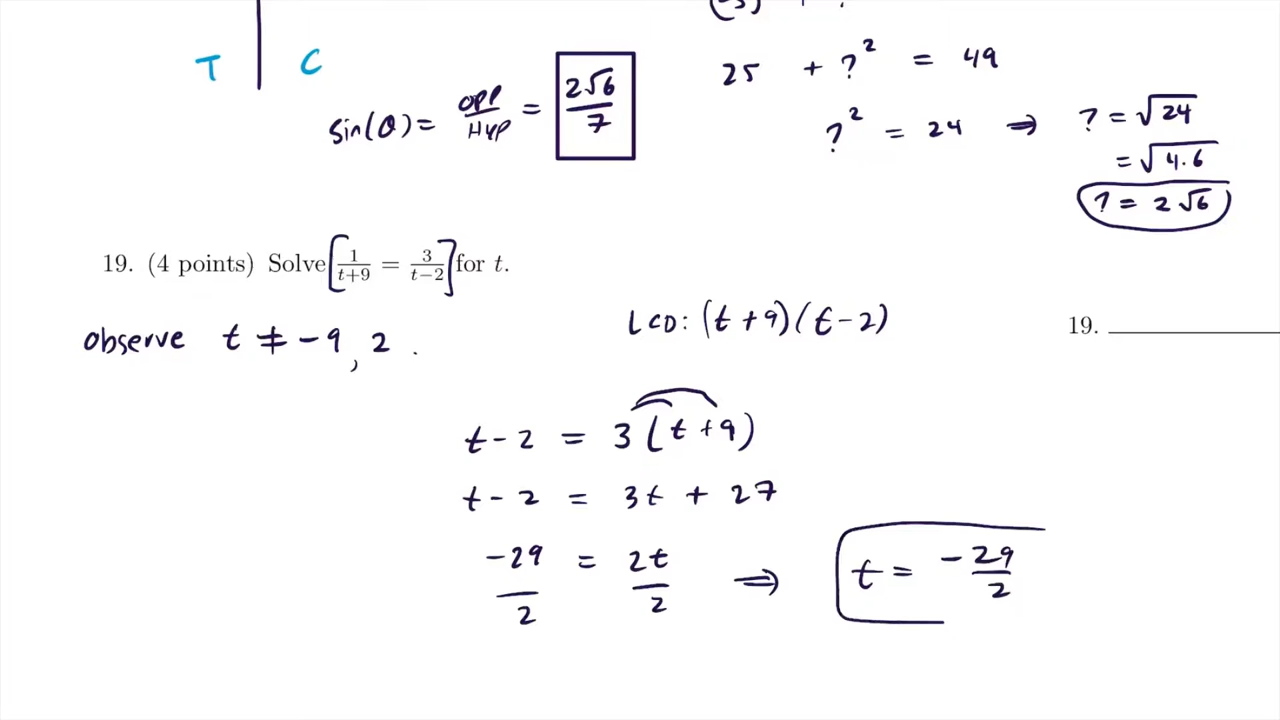 (-5) + ?
T C
25 + ?² = 49
sin(θ) = OPP/HYP = 2√6/7
?² = 24 ⇒ ? = √24
= √4·6
? = 2√6
19. (4 points) Solve [1/(t+9) = 3/(t−2)] for t.
observe t ≠ -9, 2.
LCD: (t+9)(t-2)
19. ________
t - 2 = 3(t+9)
t - 2 = 3t + 27
-29/2 = 2t/2 ⇒ t = -29/2